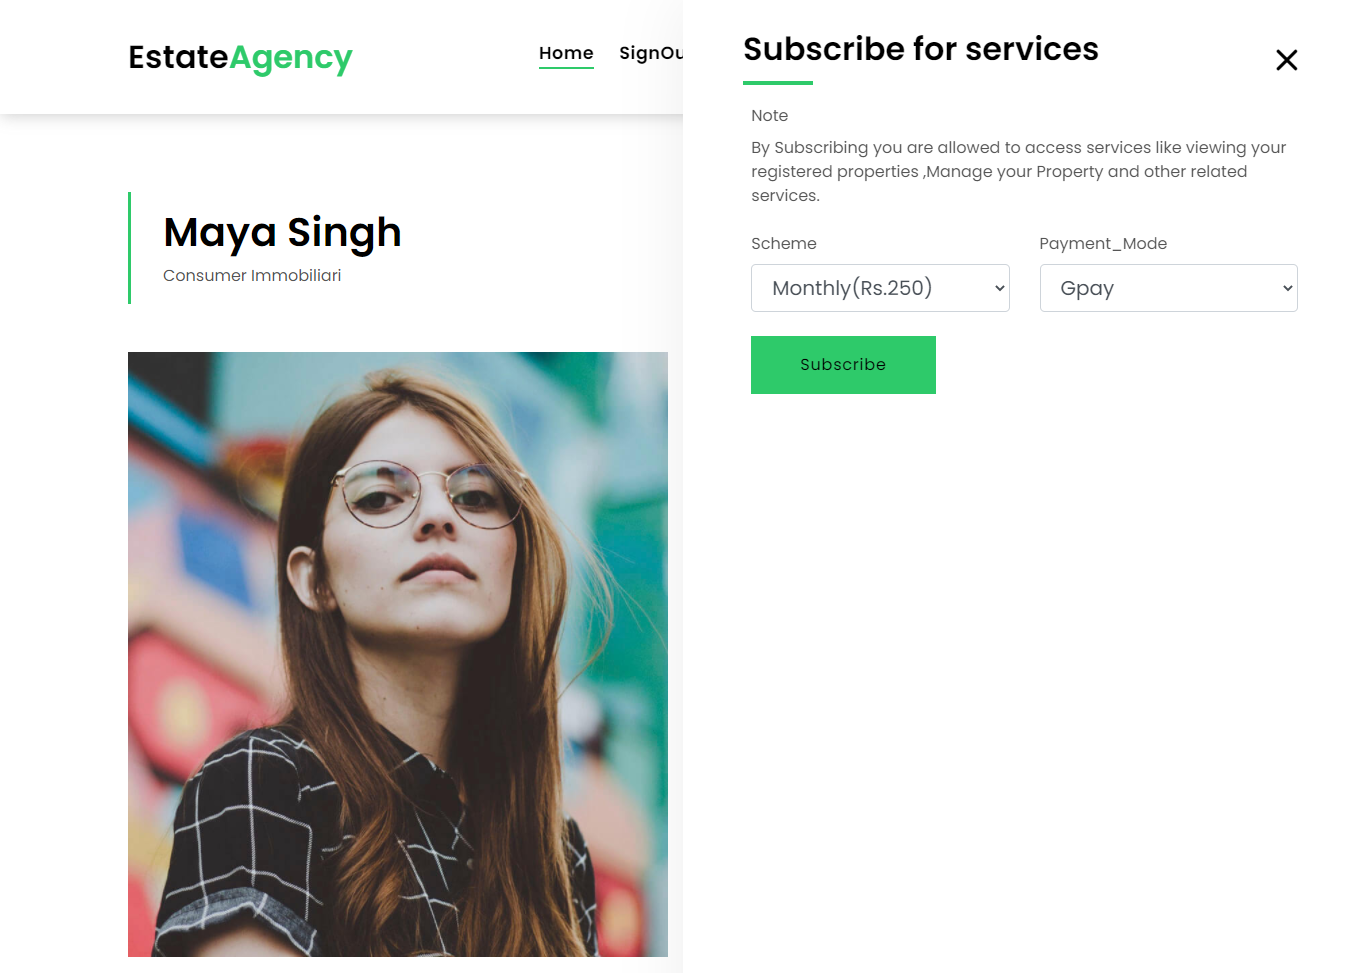 EstateAgency
Home
Subscribe for services
Note
By Subscribing you are allowed to access services like viewing your
registered properties ,Manage your Property and other related
services.
Maya Singh
Consumer Immobiliari
Scheme
Payment_Mode
Monthly(Rs.250)
Gpay
Subscribe